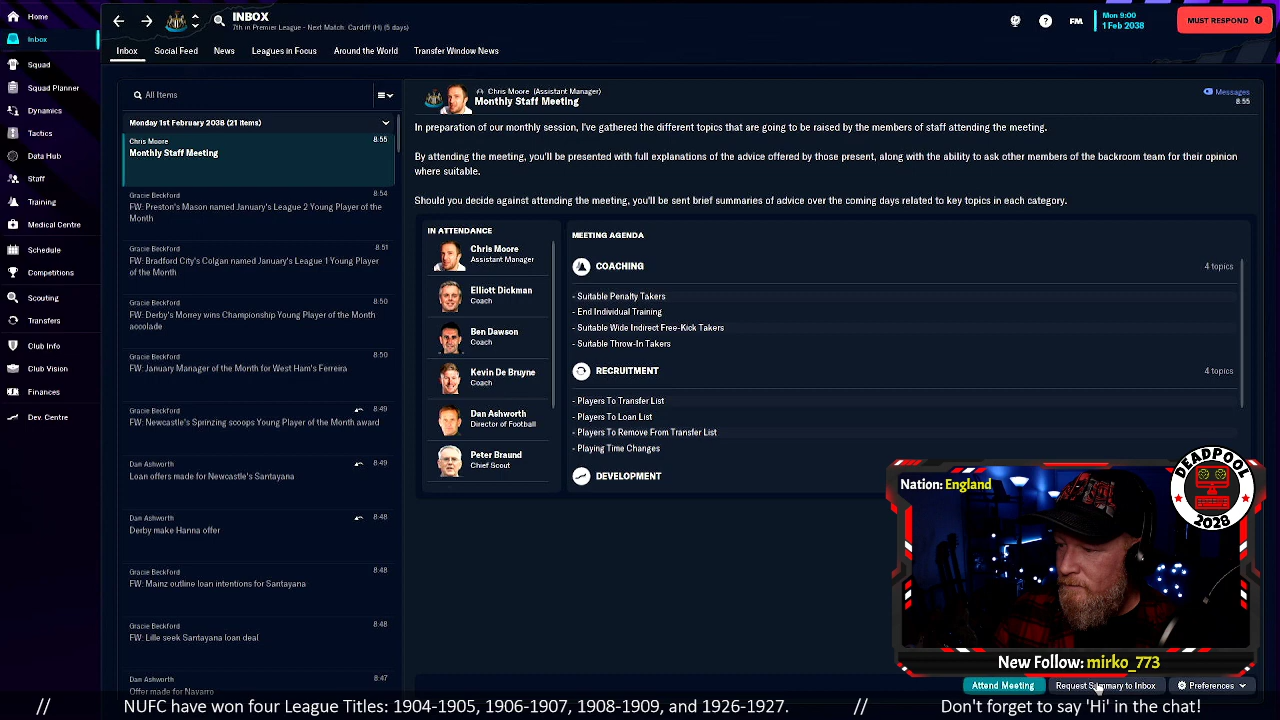 Home
Inbox
Squad
Squad Planner
Dynamics
Tactics
Data Hub
Staff
Training
Medical Centre
Schedule
Competitions
Scouting
Transfers
Club Info
Club Vision
Finances
Dev. Centre
INBOX
7th in Premier League - Next Match: Cardiff (H) (5 days)
FM
Mon 9:00
1 Feb 2038
MUST RESPOND
Inbox
Social Feed
News
Leagues in Focus
Around the World
Transfer Window News
All Items
Monday 1st February 2038 (21 Items)
Chris Moore
8:55
Monthly Staff Meeting
Gracie Beckford
8:54
FW: Preston's Mason named January's League 2 Young Player of the
Month
Gracie Beckford
8:51
FW: Bradford City's Colgan named January's League 1 Young Player
of the Month
Gracie Beckford
8:50
FW: Derby's Morrey wins Championship Young Player of the Month
accolade
Gracie Beckford
8:50
FW: January Manager of the Month for West Ham's Ferreira
Gracie Beckford
8:49
FW: Newcastle's Sprinzing scoops Young Player of the Month award
Dan Ashworth
8:49
Loan offers made for Newcastle's Santayana
Dan Ashworth
8:48
Derby make Hanna offer
Gracie Beckford
8:48
FW: Mainz outline loan intentions for Santayana
Gracie Beckford
8:48
FW: Lille seek Santayana loan deal
Dan Ashworth
8:47
Offer made for Navarro
Chris Moore (Assistant Manager)
Monthly Staff Meeting
Messages
8:55
In preparation of our monthly session, I've gathered the different topics that are going to be raised by the members of staff attending the meeting.
By attending the meeting, you'll be presented with full explanations of the advice offered by those present, along with the ability to ask other members of the backroom team for their opinion
where suitable.
Should you decide against attending the meeting, you'll be sent brief summaries of advice over the coming days related to key topics in each category.
IN ATTENDANCE
Chris Moore
Assistant Manager
Elliott Dickman
Coach
Ben Dawson
Coach
Kevin De Bruyne
Coach
Dan Ashworth
Director of Football
Peter Braund
Chief Scout
MEETING AGENDA
COACHING
4 topics
- Suitable Penalty Takers
- End Individual Training
- Suitable Wide Indirect Free-Kick Takers
- Suitable Throw-In Takers
RECRUITMENT
4 topics
- Players To Transfer List
- Players To Loan List
- Players To Remove From Transfer List
- Playing Time Changes
DEVELOPMENT
Nation: England
DEADPOOL
2028
New Follow: mirko_773
Attend Meeting
Request Summary to Inbox
Preferences
// NUFC have won four League Titles: 1904-1905, 1906-1907, 1908-1909, and 1926-1927. // Don't forget to say 'Hi' in the chat!